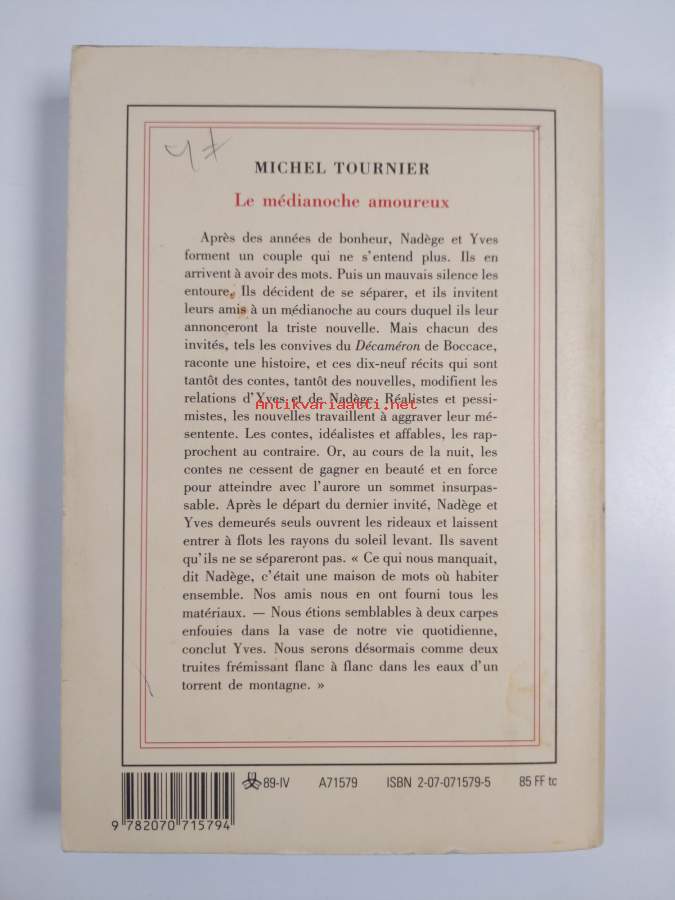 MICHEL TOURNIER
Le médianoche amoureux
Après des années de bonheur, Nadège et Yves
forment un couple qui ne s'entend plus. Ils en
arrivent à avoir des mots. Puis un mauvais silence les
entoure. Ils décident de se séparer, et ils invitent
leurs amis à un médianoche au cours duquel ils leur
annonceront la triste nouvelle. Mais chacun des
invités, tels les convives du Décaméron de Boccace,
raconte une histoire, et ces dix-neuf récits qui sont
tantôt des contes, tantôt des nouvelles, modifient les
relations d'Yves et de Nadège. Réalistes et pessi-
Antikvariaatti.net
mistes, les nouvelles travaillent à aggraver leur mé-
sentente. Les contes, idéalistes et affables, les rap-
prochent au contraire. Or, au cours de la nuit, les
contes ne cessent de gagner en beauté et en force
pour atteindre avec l'aurore un sommet insurpas-
sable. Après le départ du dernier invité, Nadège et
Yves demeurés seuls ouvrent les rideaux et laissent
entrer à flots les rayons du soleil levant. Ils savent
qu'ils ne se sépareront pas. « Ce qui nous manquait,
dit Nadège, c'était une maison de mots où habiter
ensemble. Nos amis nous en ont fourni tous les
matériaux. — Nous étions semblables à deux carpes
enfouies dans la vase de notre vie quotidienne,
conclut Yves. Nous serons désormais comme deux
truites frémissant flanc à flanc dans les eaux d'un
torrent de montagne. »
89-IV A71579 ISBN 2-07-071579-5 85 FF tc
9 782070 715794